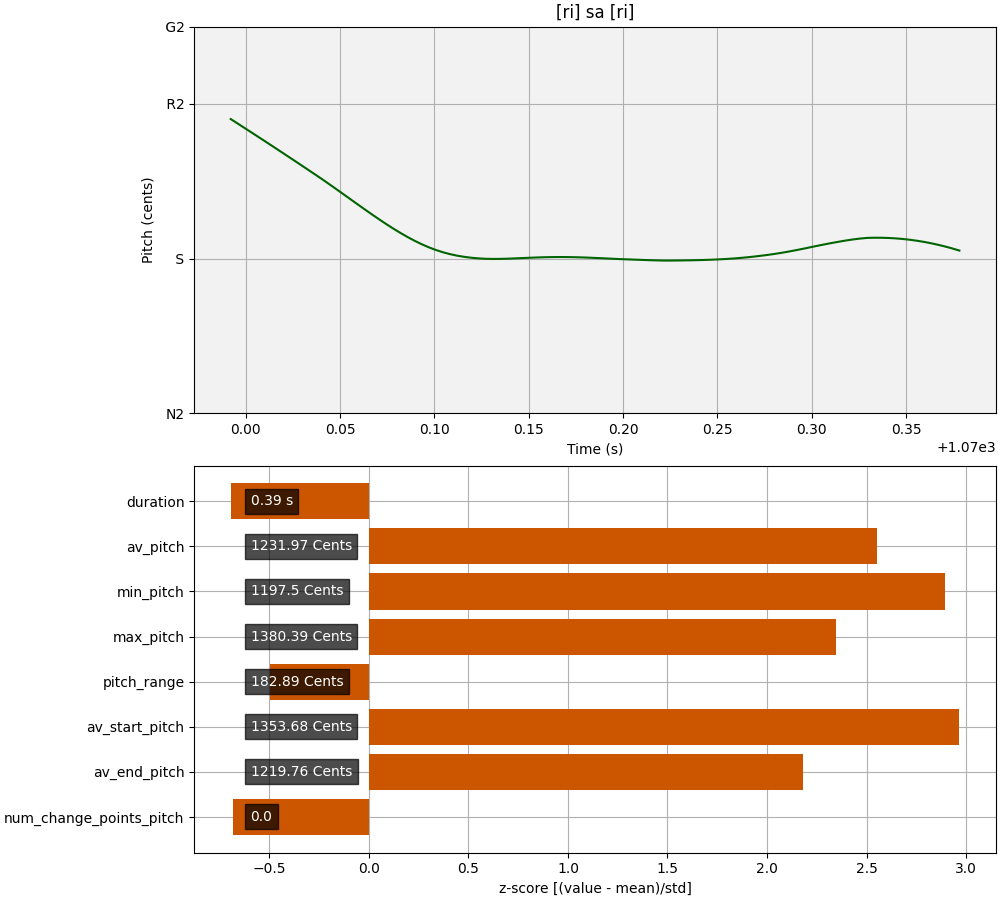 [ri] sa [ri]
G2
R2
S
N2
Pitch (cents)
0.00 0.05 0.10 0.15 0.20 0.25 0.30 0.35
+1.07e3
Time (s)
duration 0.39 s
av_pitch 1231.97 Cents
min_pitch 1197.5 Cents
max_pitch 1380.39 Cents
pitch_range 182.89 Cents
av_start_pitch 1353.68 Cents
av_end_pitch 1219.76 Cents
num_change_points_pitch 0.0
−0.5 0.0 0.5 1.0 1.5 2.0 2.5 3.0
z-score [(value - mean)/std]